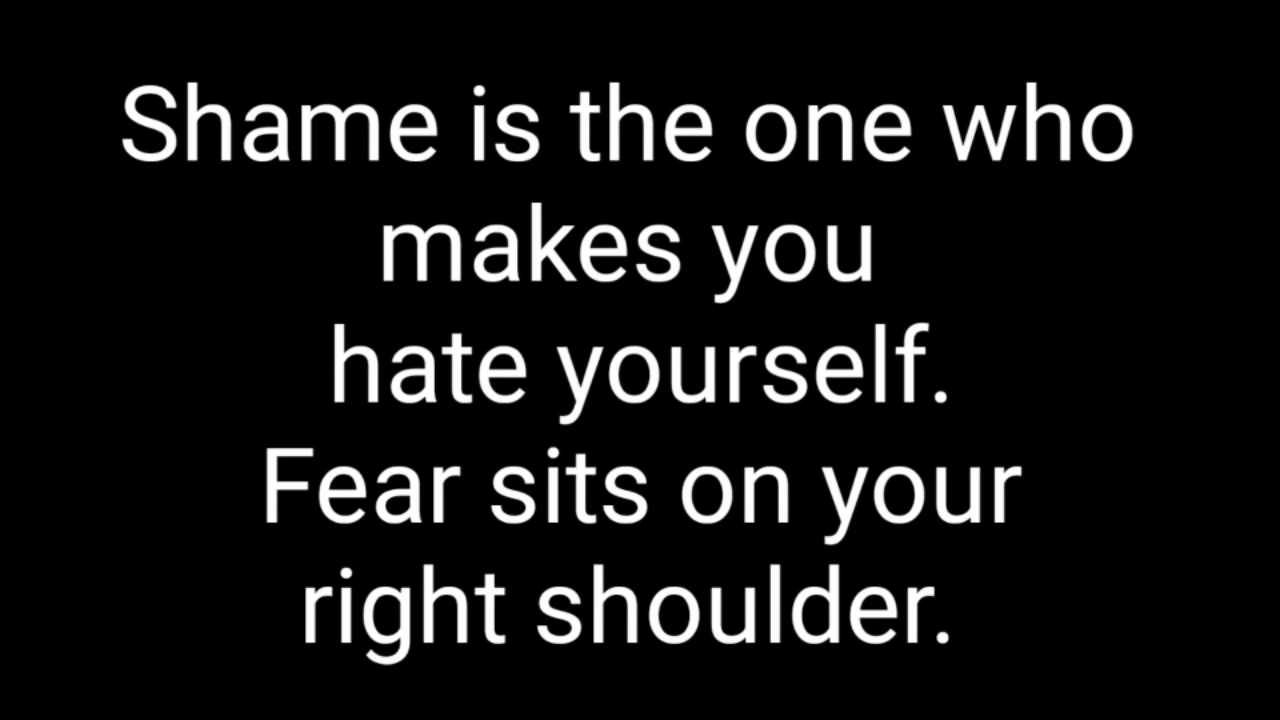 Shame is the one who
makes you
hate yourself.
Fear sits on your
right shoulder.